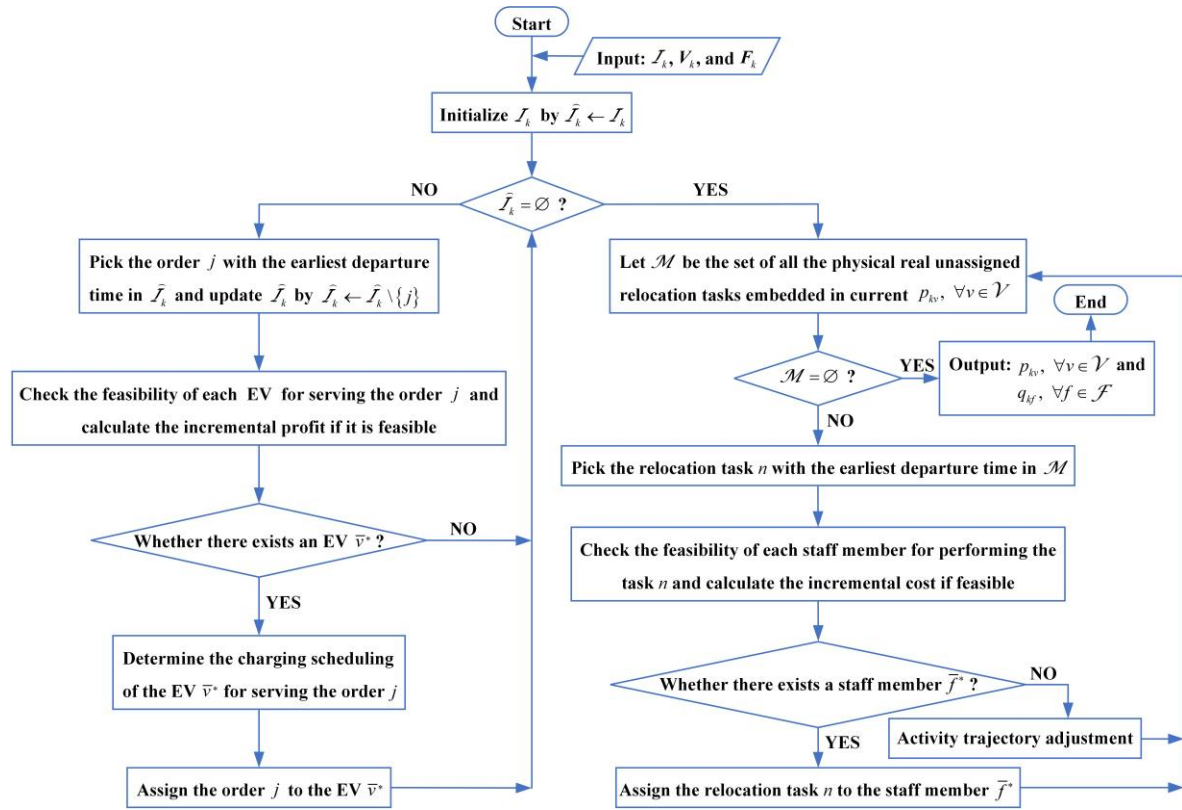 Start
Input: I_k, V_k, and F_k
Initialize I_k by Î_k ← I_k
NO
Î_k = ∅ ?
YES
Pick the order j with the earliest departure
time in Î_k and update Î_k by Î_k ← Î_k \ {j}
Check the feasibility of each EV for serving the order j and
calculate the incremental profit if it is feasible
Whether there exists an EV v̅* ?
NO
YES
Determine the charging scheduling
of the EV v̅* for serving the order j
Assign the order j to the EV v̅*
Let ℳ be the set of all the physical real unassigned
relocation tasks embedded in current p_kv, ∀v ∈ 𝒱
End
ℳ = ∅ ?
YES
Output: p_kv, ∀v ∈ 𝒱 and
q_kf, ∀f ∈ ℱ
NO
Pick the relocation task n with the earliest departure time in ℳ
Check the feasibility of each staff member for performing the
task n and calculate the incremental cost if feasible
Whether there exists a staff member f̅* ?
NO
Activity trajectory adjustment
YES
Assign the relocation task n to the staff member f̅*